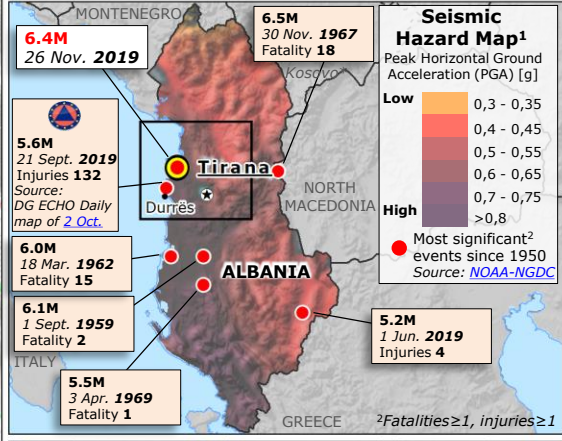 MONTENEGRO
6.4M
26 Nov. 2019
6.5M
30 Nov. 1967
Fatality 18
Kosovo*
Seismic
Hazard Map¹
Peak Horizontal Ground
Acceleration (PGA) [g]
Low
0,3 - 0,35
0,4 - 0,45
0,5 - 0,55
0,6 - 0,65
0,7 - 0,75
High
>0,8
Most significant²
events since 1950
Source: NOAA-NGDC
5.6M
21 Sept. 2019
Injuries 132
Source:
DG ECHO Daily
map of 2 Oct.
Tirana
Durrës
NORTH
MACEDONIA
6.0M
18 Mar. 1962
Fatality 15
ALBANIA
6.1M
1 Sept. 1959
Fatality 2
5.2M
1 Jun. 2019
Injuries 4
ITALY
5.5M
3 Apr. 1969
Fatality 1
GREECE
²Fatalities≥1, injuries≥1